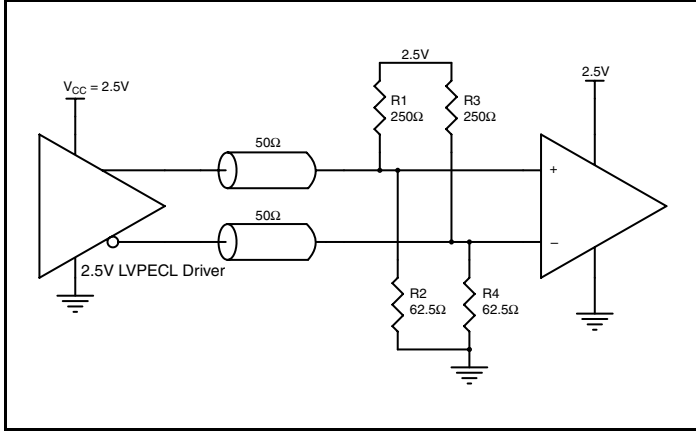 2.5V
V_CC = 2.5V
2.5V
R1
250Ω
R3
250Ω
50Ω
+
50Ω
–
2.5V LVPECL Driver
R2
62.5Ω
R4
62.5Ω